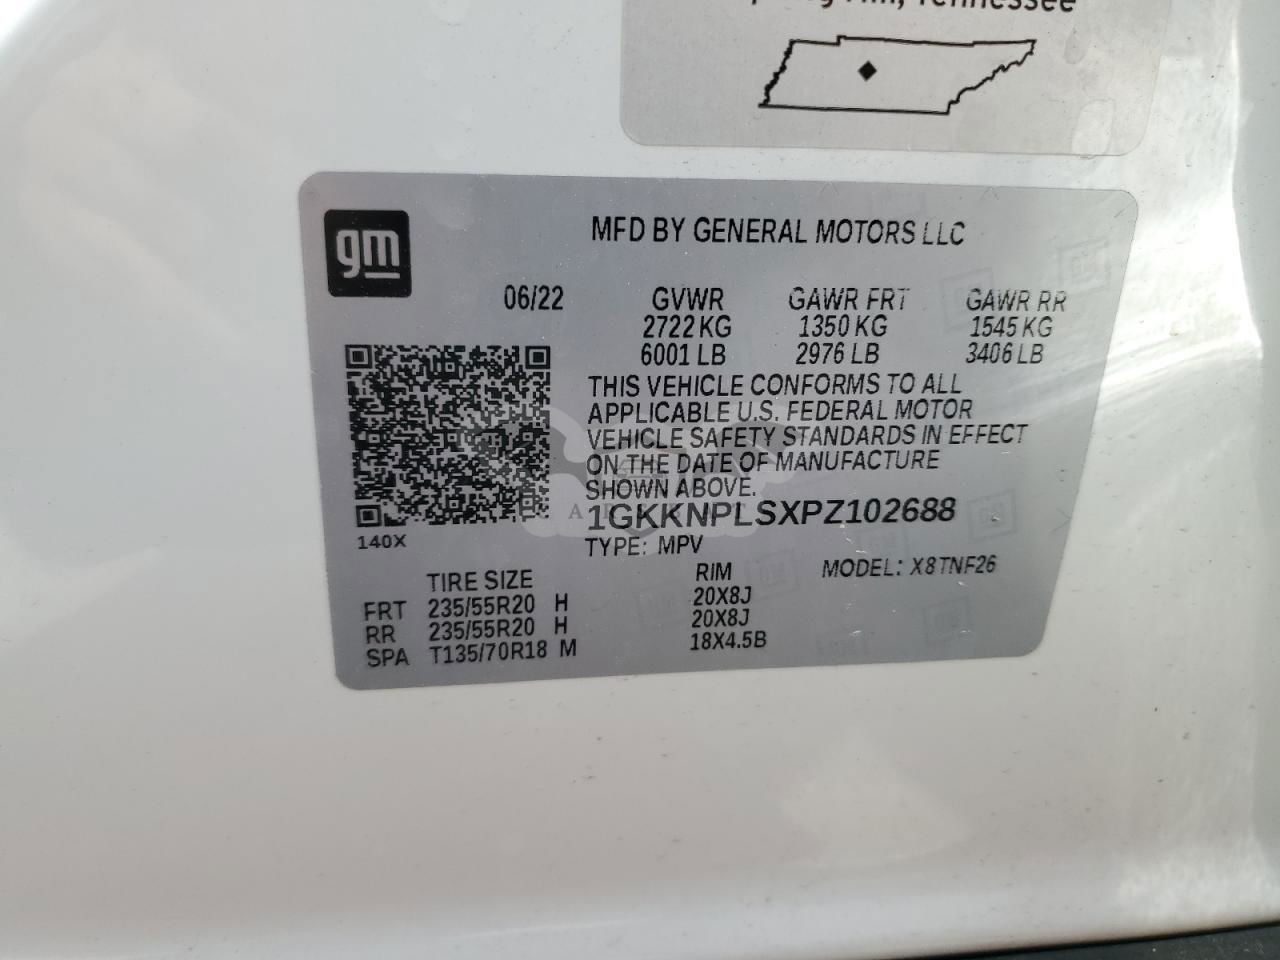 Hill, Tennessee
gm
MFD BY GENERAL MOTORS LLC
06/22 GVWR GAWR FRT GAWR RR
2722 KG 1350 KG 1545 KG
6001 LB 2976 LB 3406 LB
THIS VEHICLE CONFORMS TO ALL
APPLICABLE U.S. FEDERAL MOTOR
VEHICLE SAFETY STANDARDS IN EFFECT
ON THE DATE OF MANUFACTURE
SHOWN ABOVE.
1GKKNPLSXPZ102688
140X
TYPE: MPV MODEL: X8TNF26
TIRE SIZE RIM
FRT 235/55R20 H 20X8J
RR 235/55R20 H 20X8J
SPA T135/70R18 M 18X4.5B